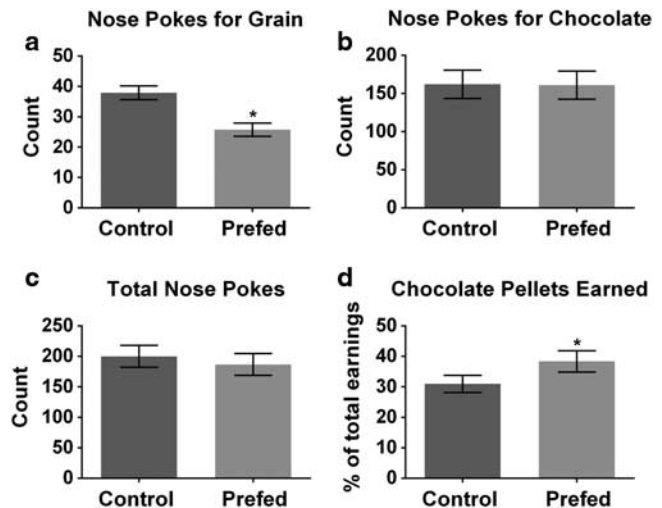 a
Nose Pokes for Grain
50
40
30
20
10
0
Count
*
Control Prefed
b
Nose Pokes for Chocolate
200
150
100
50
0
Count
Control Prefed
c
Total Nose Pokes
250
200
150
100
50
0
Count
Control Prefed
d
Chocolate Pellets Earned
50
40
30
20
10
0
% of total earnings
*
Control Prefed